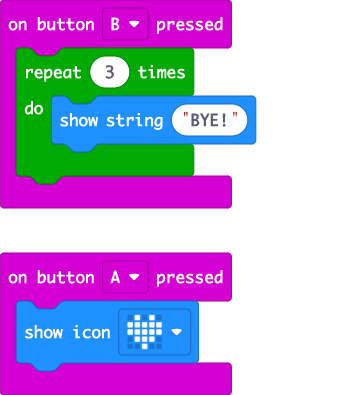 on button B pressed
repeat 3 times
do
show string "BYE!"
on button A pressed
show icon